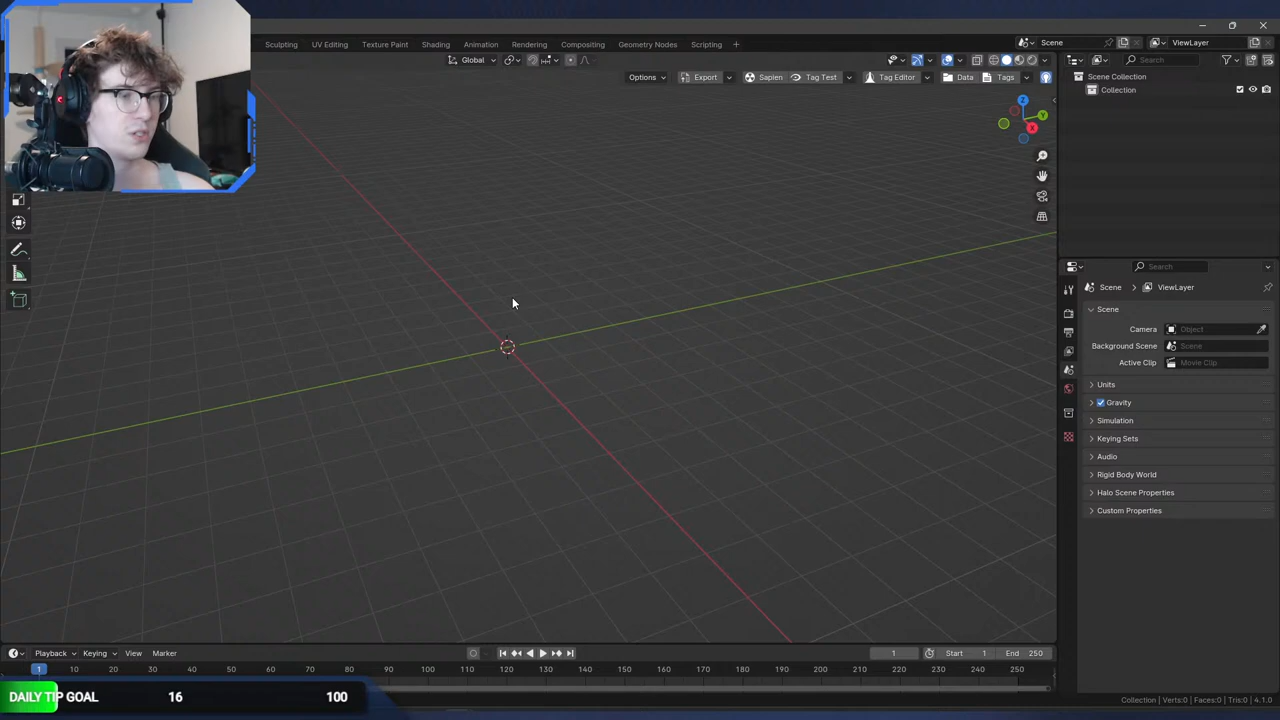 Sculpting UV Editing Texture Paint Shading Animation Rendering Compositing Geometry Nodes Scripting + Scene ViewLayer
Global Search
Options Export Sapien Tag Test Tag Editor Data Tags
Scene Collection
Collection
Z
Y
X
Search
Scene > ViewLayer
Scene
Camera Object
Background Scene Scene
Active Clip Movie Clip
Units
Gravity
Simulation
Keying Sets
Audio
Rigid Body World
Halo Scene Properties
Custom Properties
Playback Keying View Marker 1 Start 1 End 250
1 10 20 30 40 50 60 70 80 90 100 110 120 130 140 150 160 170 180 190 200 210 220 230 240 250
DAILY TIP GOAL 16 100
Collection | Verts:0 | Faces:0 | Tris:0 | 4.1.0